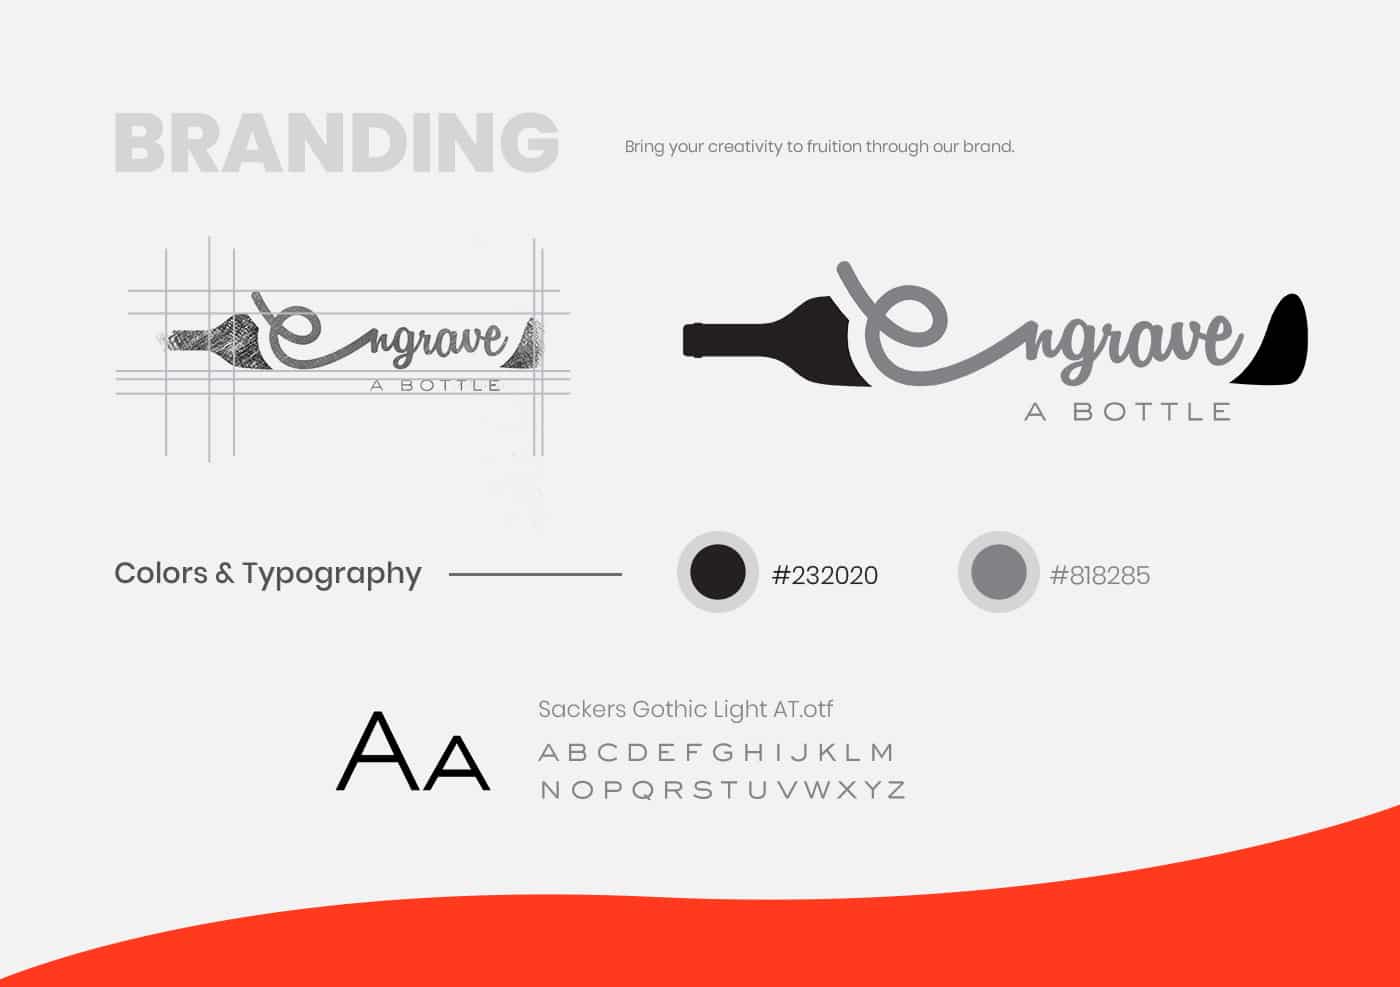 BRANDING
Bring your creativity to fruition through our brand.
Engrave
A BOTTLE
Engrave
A BOTTLE
Colors & Typography
#232020
#818285
AA
Sackers Gothic Light AT.otf
ABCDEFGHIJKLM
NOPQRSTUVWXYZ